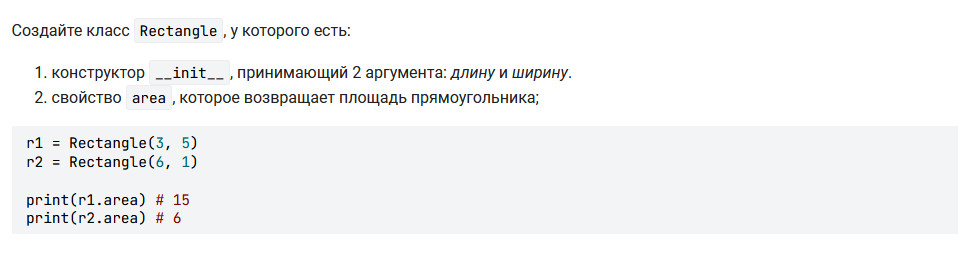 Создайте класс Rectangle, у которого есть:
1. конструктор __init__, принимающий 2 аргумента: длину и ширину.
2. свойство area, которое возвращает площадь прямоугольника;
r1 = Rectangle(3, 5)
r2 = Rectangle(6, 1)
print(r1.area) # 15
print(r2.area) # 6